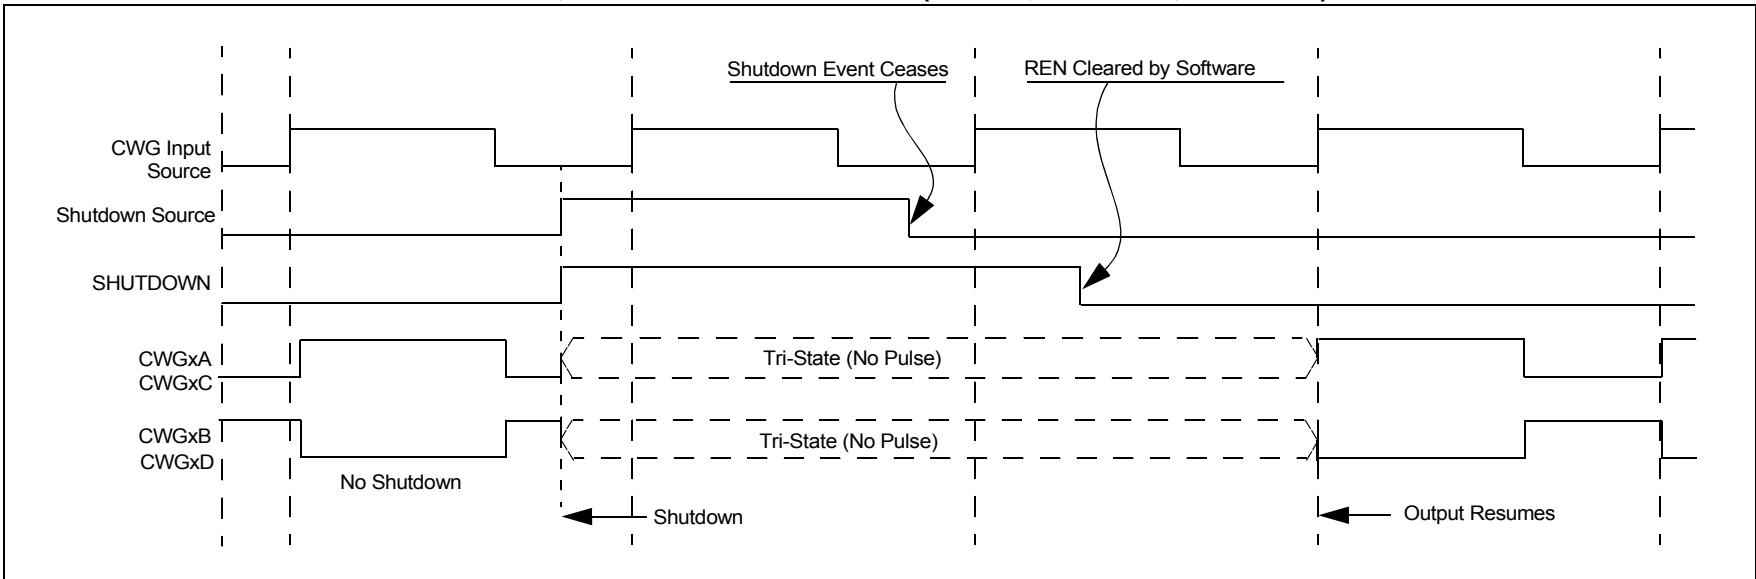 Shutdown Event Ceases
REN Cleared by Software
CWG Input
Source
Shutdown Source
SHUTDOWN
CWGxA
CWGxC
Tri-State (No Pulse)
CWGxB
CWGxD
Tri-State (No Pulse)
No Shutdown
Shutdown
Output Resumes